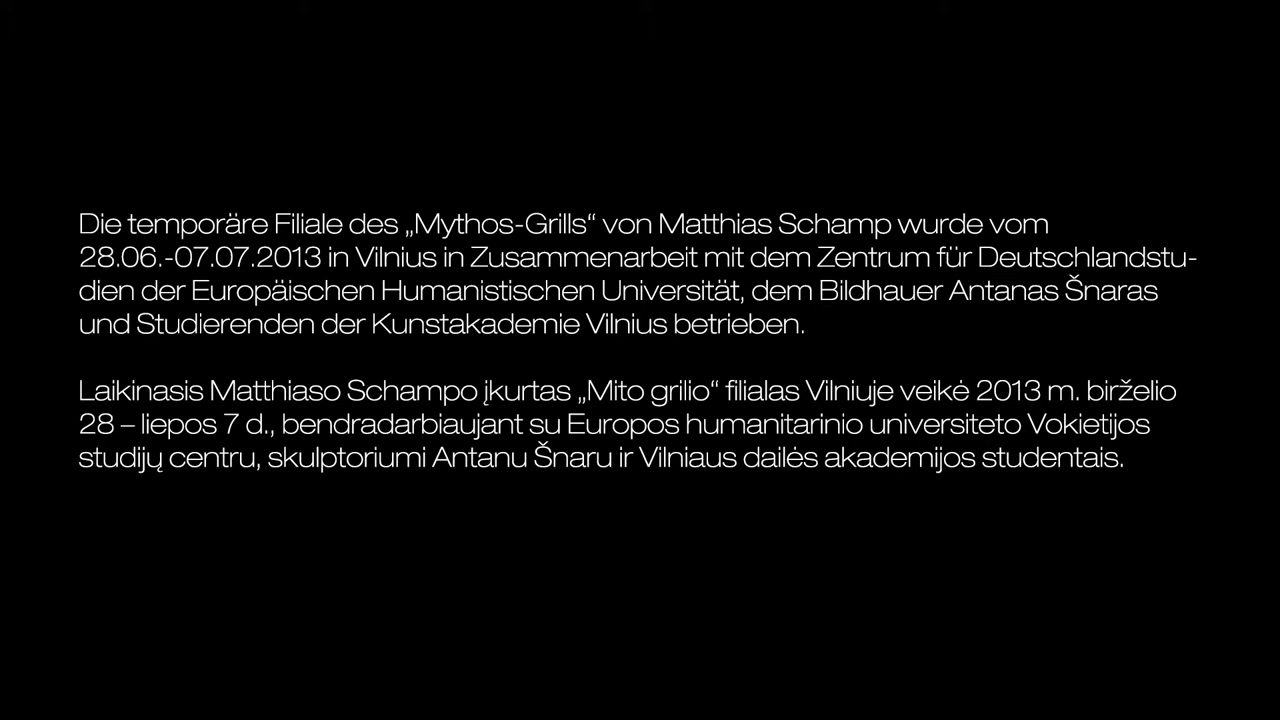 Die temporäre Filiale des „Mythos-Grills“ von Matthias Schamp wurde vom
28.06.-07.07.2013 in Vilnius in Zusammenarbeit mit dem Zentrum für Deutschlandstu-
dien der Europäischen Humanistischen Universität, dem Bildhauer Antanas Šnaras
und Studierenden der Kunstakademie Vilnius betrieben.
Laikinasis Matthiaso Schampo įkurtas „Mito grilio“ filialas Vilniuje veikė 2013 m. birželio
28 – liepos 7 d., bendradarbiaujant su Europos humanitarinio universiteto Vokietijos
studijų centru, skulptoriumi Antanu Šnaru ir Vilniaus dailės akademijos studentais.